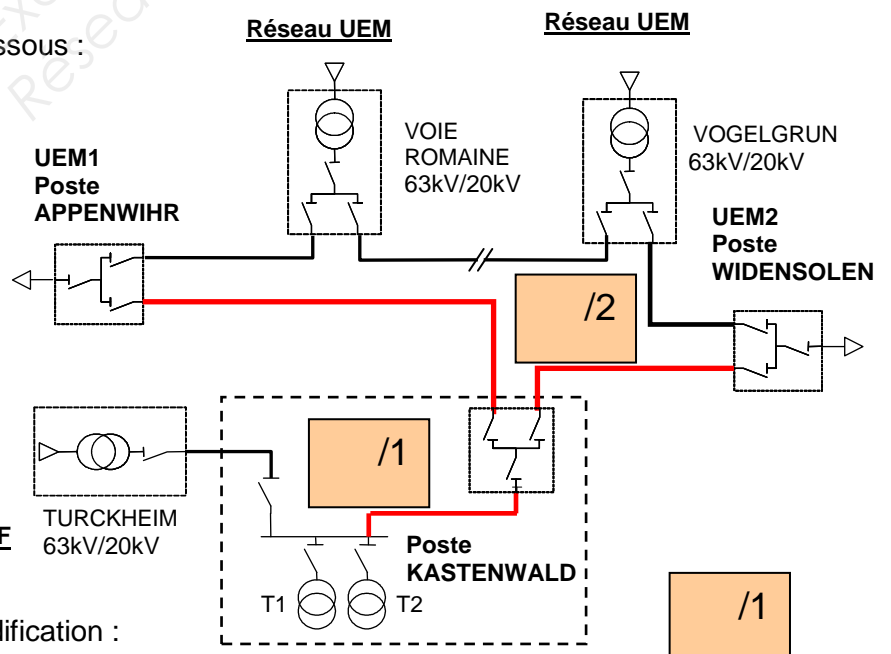 ssous :
Réseau UEM
Réseau UEM
VOIE
ROMAINE
63kV/20kV
VOGELGRUN
63kV/20kV
UEM1
Poste
APPENWIHR
UEM2
Poste
WIDENSOLEN
/2
/1
TURCKHEIM
63kV/20kV
F
Poste
KASTENWALD
T1
T2
/1
dification :